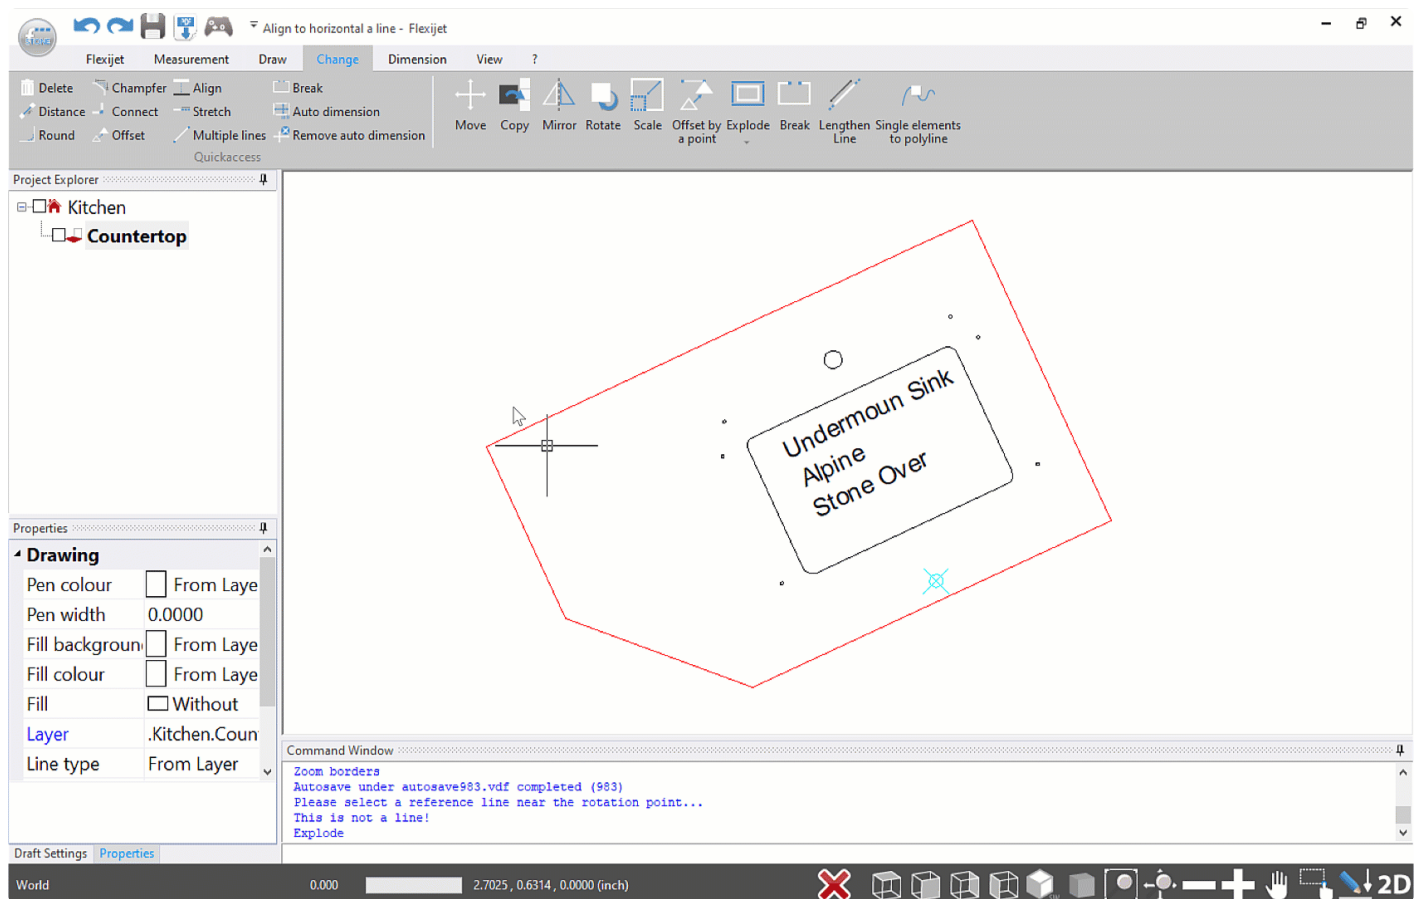 Align to horizontal a line - Flexijet
Flexijet Measurement Draw Change Dimension View ?
Delete Champfer Align Break
Distance Connect Stretch Auto dimension
Round Offset Multiple lines Remove auto dimension
Quickaccess
Move Copy Mirror Rotate Scale Offset by a point Explode Break Lengthen Line Single elements to polyline
Project Explorer
Kitchen
Countertop
Undermoun Sink
Alpine
Stone Over
Properties
Drawing
Pen colour From Laye
Pen width 0.0000
Fill backgroun From Laye
Fill colour From Laye
Fill Without
Layer .Kitchen.Coun
Line type From Layer
Draft Settings Properties
Command Window
Zoom borders
Autosave under autosave983.vdf completed (983)
Please select a reference line near the rotation point...
This is not a line!
Explode
World 0.000 2.7025 , 0.6314 , 0.0000 (inch) 2D